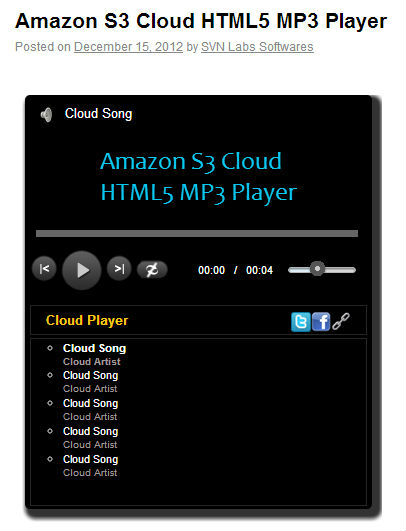 Amazon S3 Cloud HTML5 MP3 Player
Posted on December 15, 2012 by SVN Labs Softwares
Cloud Song
Amazon S3 Cloud
HTML5 MP3 Player
00:00 / 00:04
Cloud Player
Cloud Song
Cloud Artist
Cloud Song
Cloud Artist
Cloud Song
Cloud Artist
Cloud Song
Cloud Artist
Cloud Song
Cloud Artist